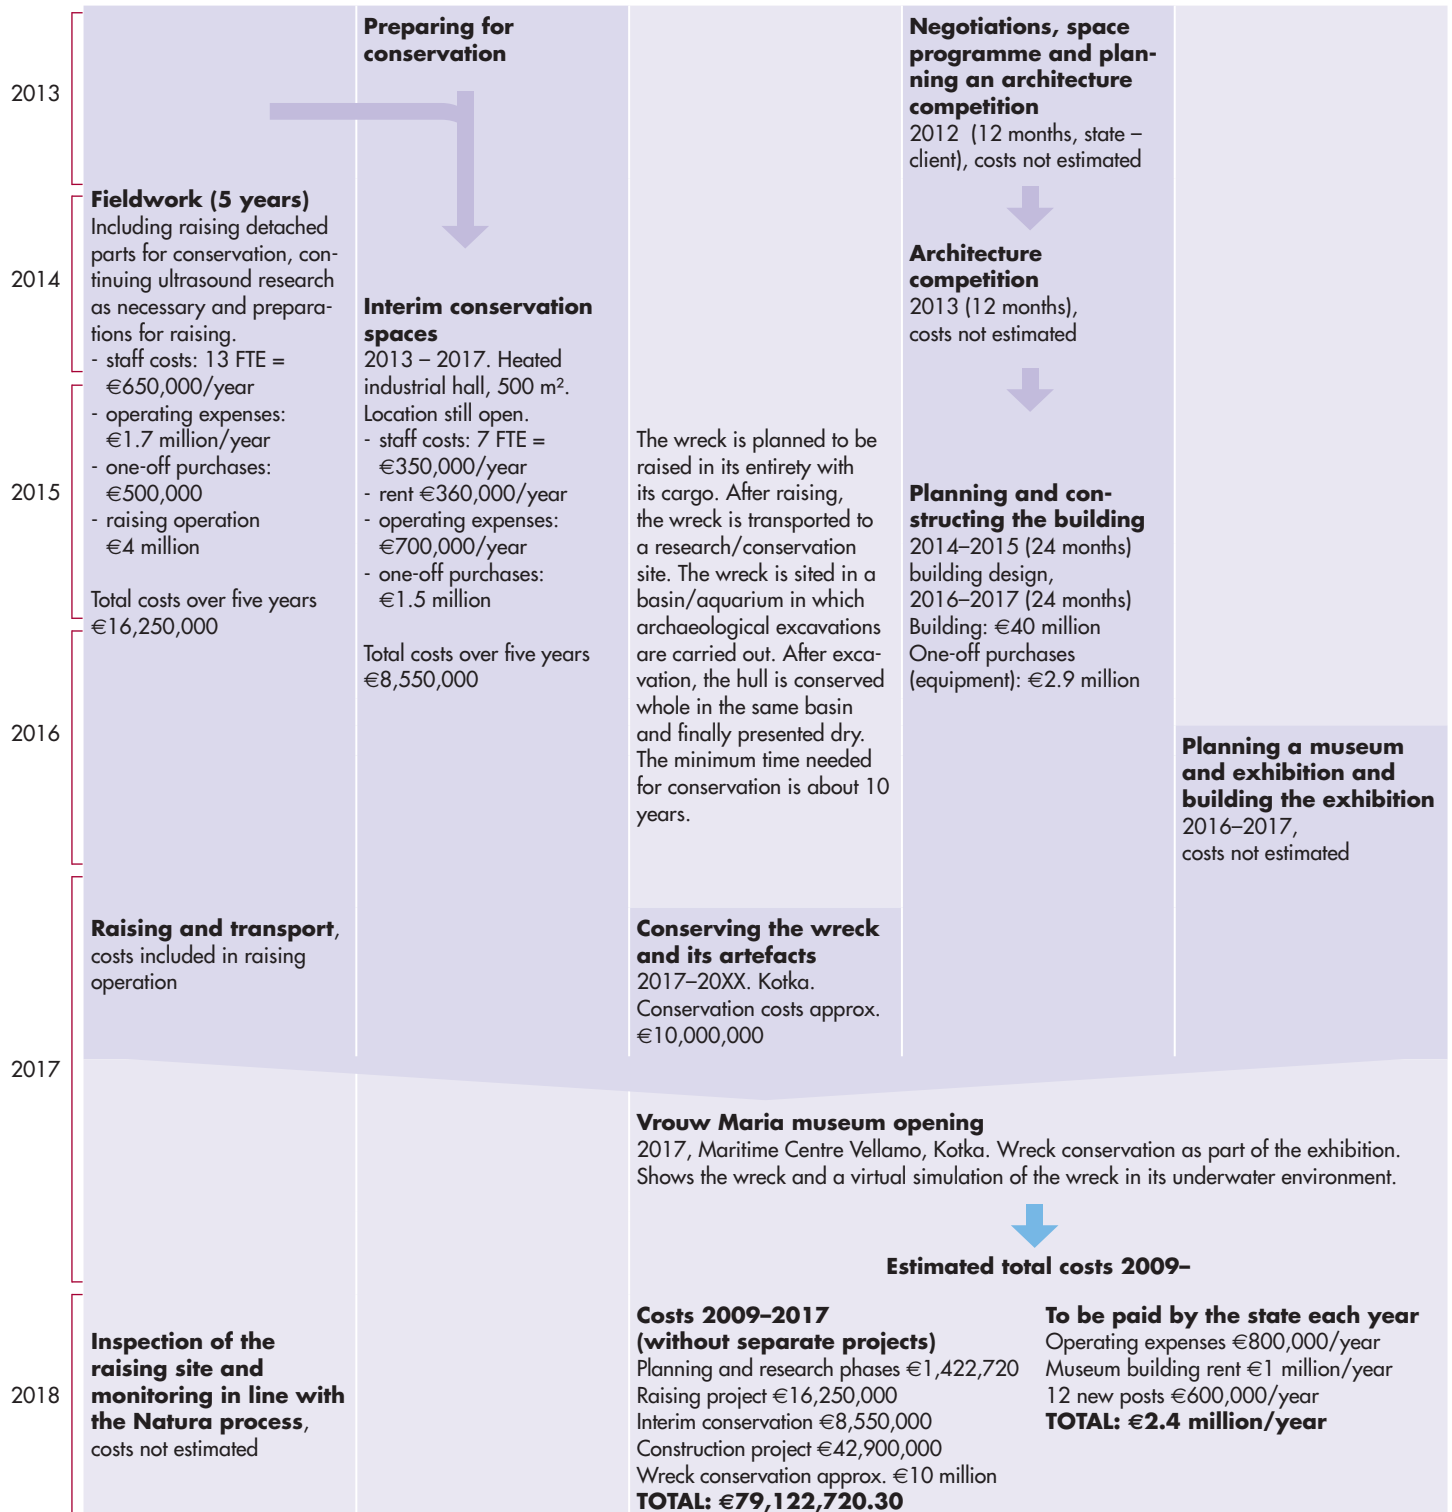 2013
2014
2015
2016
2017
2018
Fieldwork (5 years)
Including raising detached
parts for conservation, con-
tinuing ultrasound research
as necessary and prepara-
tions for raising.
- staff costs: 13 FTE =
€650,000/year
- operating expenses:
€1.7 million/year
- one-off purchases:
€500,000
- raising operation
€4 million
Total costs over five years
€16,250,000
Raising and transport,
costs included in raising
operation
Inspection of the
raising site and
monitoring in line with
the Natura process,
costs not estimated
Preparing for
conservation
Interim conservation
spaces
2013 – 2017. Heated
industrial hall, 500 m².
Location still open.
- staff costs: 7 FTE =
€350,000/year
- rent €360,000/year
- operating expenses:
€700,000/year
- one-off purchases:
€1.5 million
Total costs over five years
€8,550,000
The wreck is planned to be
raised in its entirety with
its cargo. After raising,
the wreck is transported to
a research/conservation
site. The wreck is sited in a
basin/aquarium in which
archaeological excavations
are carried out. After exca-
vation, the hull is conserved
whole in the same basin
and finally presented dry.
The minimum time needed
for conservation is about 10
years.
Conserving the wreck
and its artefacts
2017–20XX. Kotka.
Conservation costs approx.
€10,000,000
Negotiations, space
programme and plan-
ning an architecture
competition
2012 (12 months, state –
client), costs not estimated
Architecture
competition
2013 (12 months),
costs not estimated
Planning and con-
structing the building
2014–2015 (24 months)
building design,
2016–2017 (24 months)
Building: €40 million
One-off purchases
(equipment): €2.9 million
Planning a museum
and exhibition and
building the exhibition
2016–2017,
costs not estimated
Vrouw Maria museum opening
2017, Maritime Centre Vellamo, Kotka. Wreck conservation as part of the exhibition.
Shows the wreck and a virtual simulation of the wreck in its underwater environment.
Estimated total costs 2009–
Costs 2009–2017
(without separate projects)
Planning and research phases €1,422,720
Raising project €16,250,000
Interim conservation €8,550,000
Construction project €42,900,000
Wreck conservation approx. €10 million
TOTAL: €79,122,720.30
To be paid by the state each year
Operating expenses €800,000/year
Museum building rent €1 million/year
12 new posts €600,000/year
TOTAL: €2.4 million/year